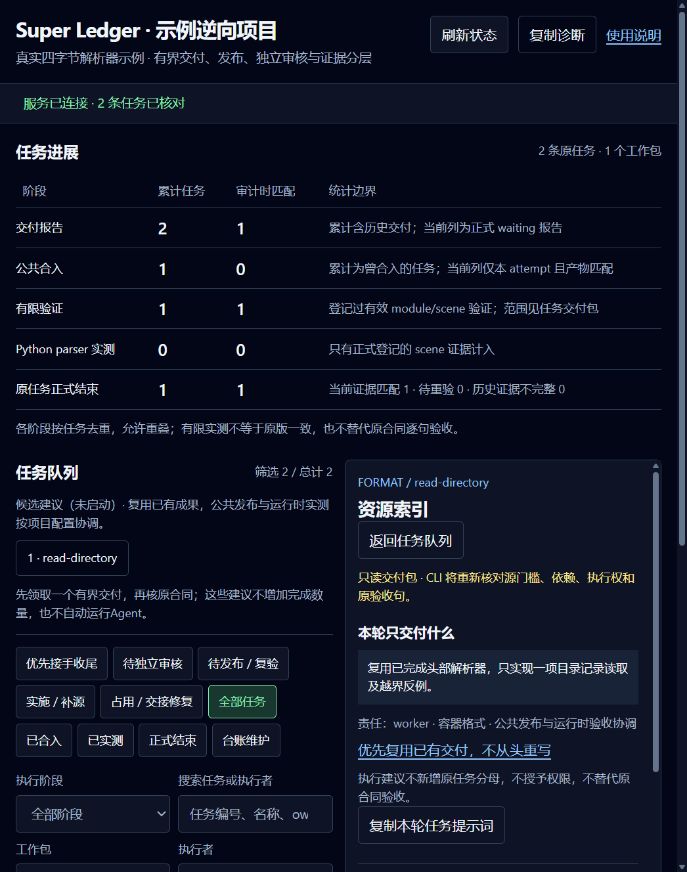 Super Ledger · 示例逆向项目
真实四字节解析器示例 · 有界交付、发布、独立审核与证据分层
刷新状态
复制诊断
使用说明
服务已连接 · 2 条任务已核对
任务进展
2 条原任务 · 1 个工作包
阶段 累计任务 审计时匹配 统计边界
交付报告 2 1 累计含历史交付；当前列为正式 waiting 报告
公共合入 1 0 累计为曾合入的任务；当前列仅本 attempt 且产物匹配
有限验证 1 1 登记过有效 module/scene 验证；范围见任务交付包
Python parser 实测 0 0 只有正式登记的 scene 证据计入
原任务正式结束 1 1 当前证据匹配 1 · 待重验 0 · 历史证据不完整 0
各阶段按任务去重，允许重叠；有限实测不等于原版一致，也不替代原合同逐句验收。
任务队列
筛选 2 / 总计 2
候选建议（未启动）· 复用已有成果，公共发布与运行时实测
按项目配置协调。
1 · read-directory
先领取一个有界交付，再核原合同；这些建议不增加完成数
量，也不自动运行Agent。
优先接手收尾
待独立审核
待发布 / 复验
实施 / 补源
占用 / 交接修复
全部任务
已合入
已实测
正式结束
台账维护
执行阶段
搜索任务或执行者
全部阶段
任务编号、名称、ow
工作包
执行者
FORMAT / read-directory
资源索引
返回任务队列
只读交付包 · CLI 将重新核对源门槛、依赖、执行权和
原验收句。
本轮只交付什么
复用已完成头部解析器，只实现一项目录记录读取
及越界反例。
责任：worker · 容器格式 · 公共发布与运行时验收协调
优先复用已有交付，不从头重写
执行建议不新增原任务分母，不授予权限，不替代原
合同验收。
复制本轮任务提示词